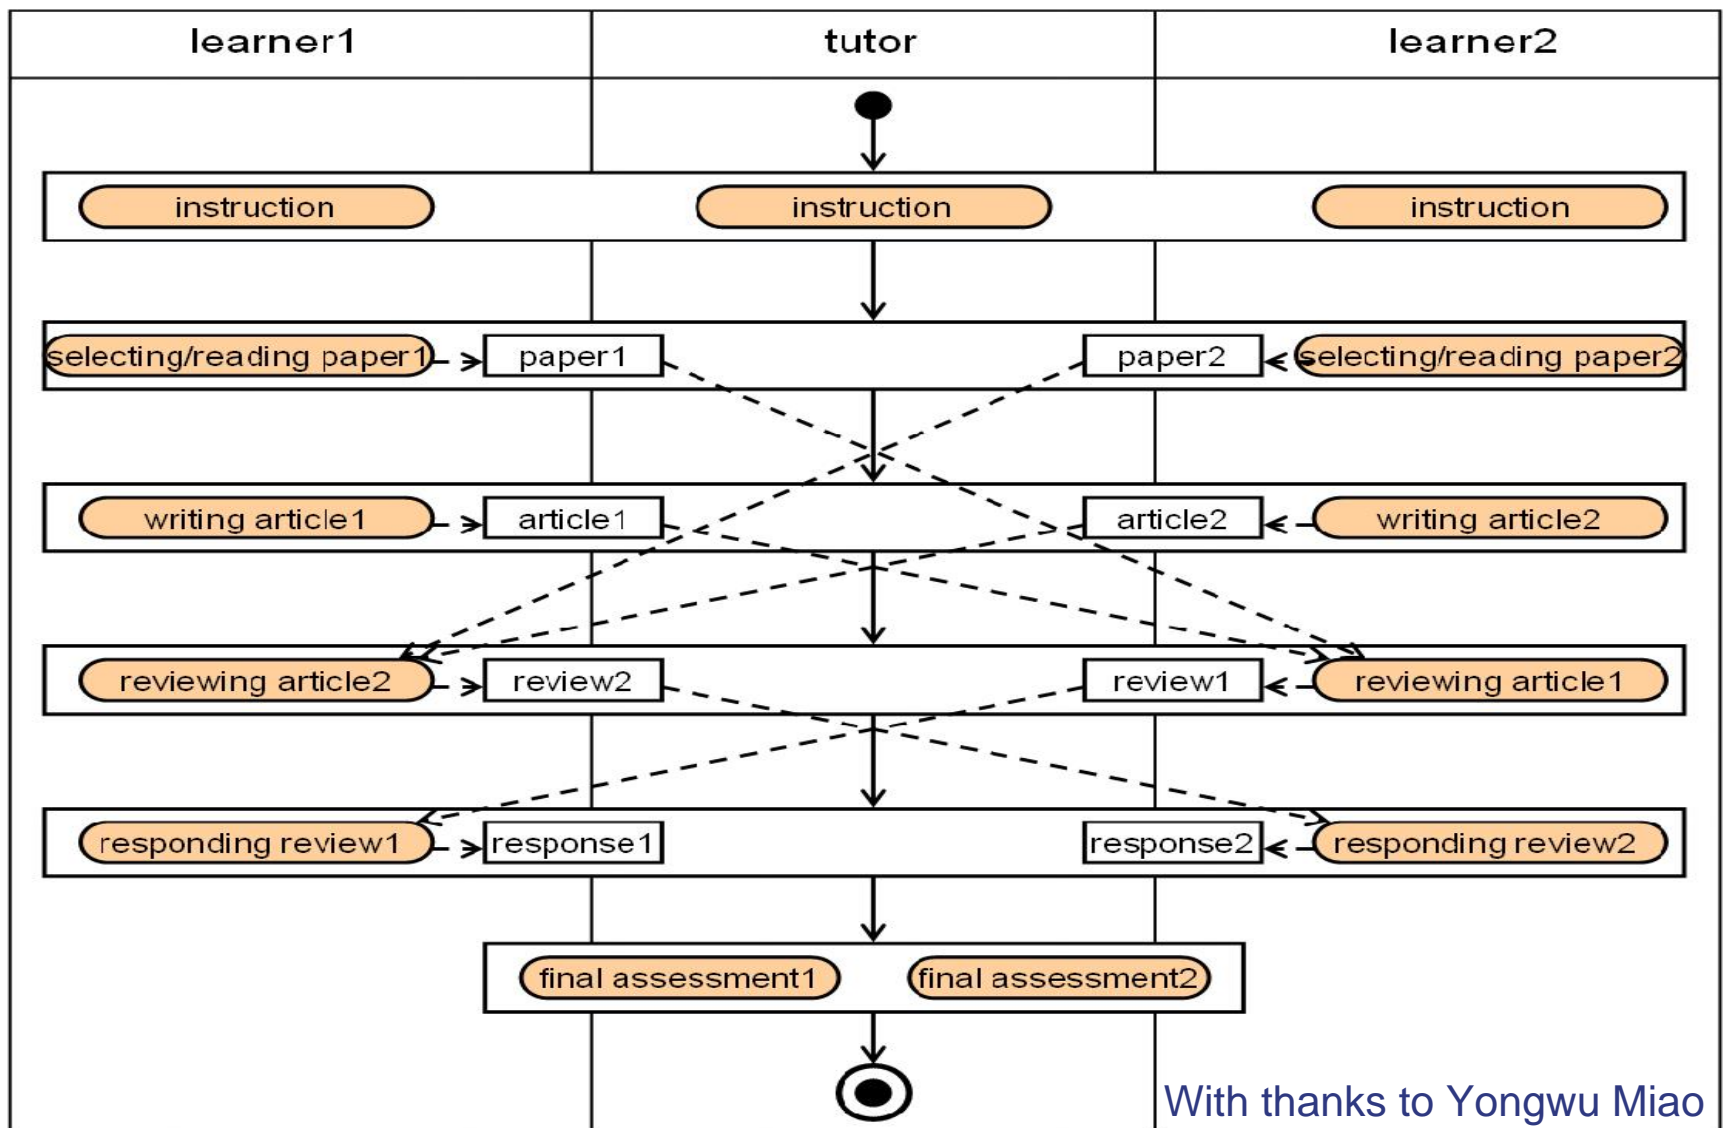 learner1 tutor learner2
instruction instruction instruction
selecting/reading paper1 paper1 paper2 selecting/reading paper2
writing article1 article1 article2 writing article2
reviewing article2 review2 review1 reviewing article1
responding review1 response1 response2 responding review2
final assessment1 final assessment2
With thanks to Yongwu Miao